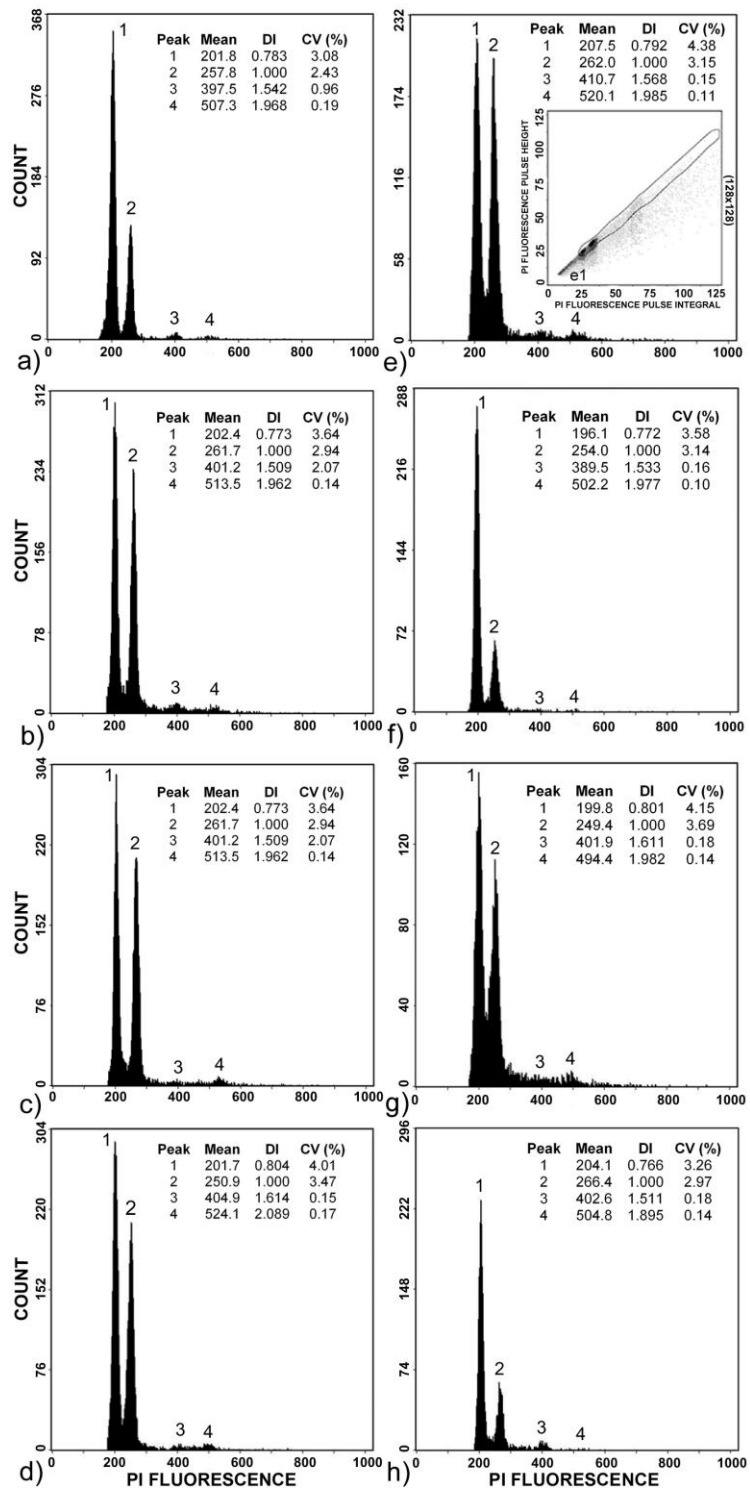 368
276
184
92
0
COUNT
Peak Mean DI CV (%)
1 201.8 0.783 3.08
2 257.8 1.000 2.43
3 397.5 1.542 0.96
4 507.3 1.968 0.19
1
2
3
4
0 200 400 600 800 1000
a)
232
174
116
58
0
Peak Mean DI CV (%)
1 207.5 0.792 4.38
2 262.0 1.000 3.15
3 410.7 1.568 0.15
4 520.1 1.985 0.11
1
2
3
4
PI FLUORESCENCE PULSE HEIGHT
125
100
75
50
25
0
e1
0 25 50 75 100 125
PI FLUORESCENCE PULSE INTEGRAL
(128x128)
0 200 400 600 800 1000
e)
312
234
156
78
0
COUNT
Peak Mean DI CV (%)
1 202.4 0.773 3.64
2 261.7 1.000 2.94
3 401.2 1.509 2.07
4 513.5 1.962 0.14
1
2
3
4
0 200 400 600 800 1000
b)
288
216
144
72
0
Peak Mean DI CV (%)
1 196.1 0.772 3.58
2 254.0 1.000 3.14
3 389.5 1.533 0.16
4 502.2 1.977 0.10
1
2
3
4
0 200 400 600 800 1000
f)
304
220
152
76
0
COUNT
Peak Mean DI CV (%)
1 202.4 0.773 3.64
2 261.7 1.000 2.94
3 401.2 1.509 2.07
4 513.5 1.962 0.14
1
2
3
4
0 200 400 600 800 1000
c)
160
120
80
40
0
Peak Mean DI CV (%)
1 199.8 0.801 4.15
2 249.4 1.000 3.69
3 401.9 1.611 0.18
4 494.4 1.982 0.14
1
2
3
4
0 200 400 600 800 1000
g)
304
220
152
76
0
COUNT
Peak Mean DI CV (%)
1 201.7 0.804 4.01
2 250.9 1.000 3.47
3 404.9 1.614 0.15
4 524.1 2.089 0.17
1
2
3
4
0 200 400 600 800 1000
d)
PI FLUORESCENCE
296
222
148
74
0
Peak Mean DI CV (%)
1 204.1 0.766 3.26
2 266.4 1.000 2.97
3 402.6 1.511 0.18
4 504.8 1.895 0.14
1
2
3
4
0 200 400 600 800 1000
h)
PI FLUORESCENCE